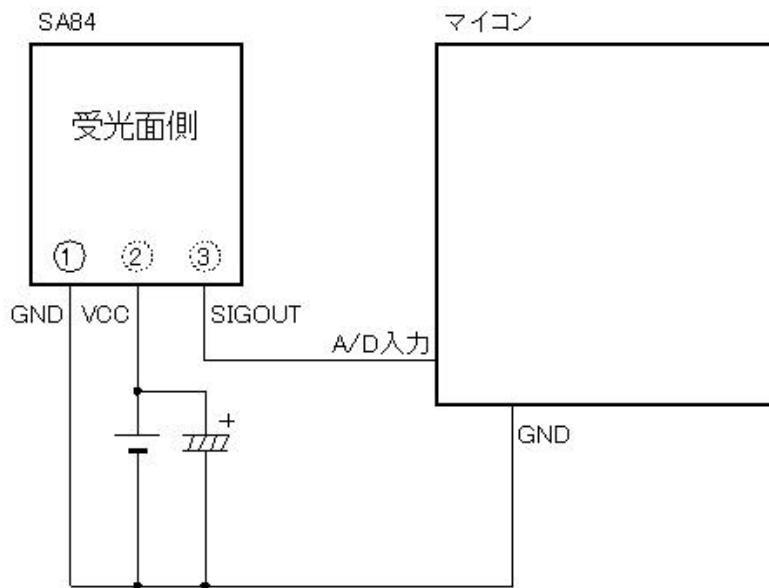 SA84
マイコン
受光面側
① ② ③
GND VCC SIGOUT
A/D入力
+
GND